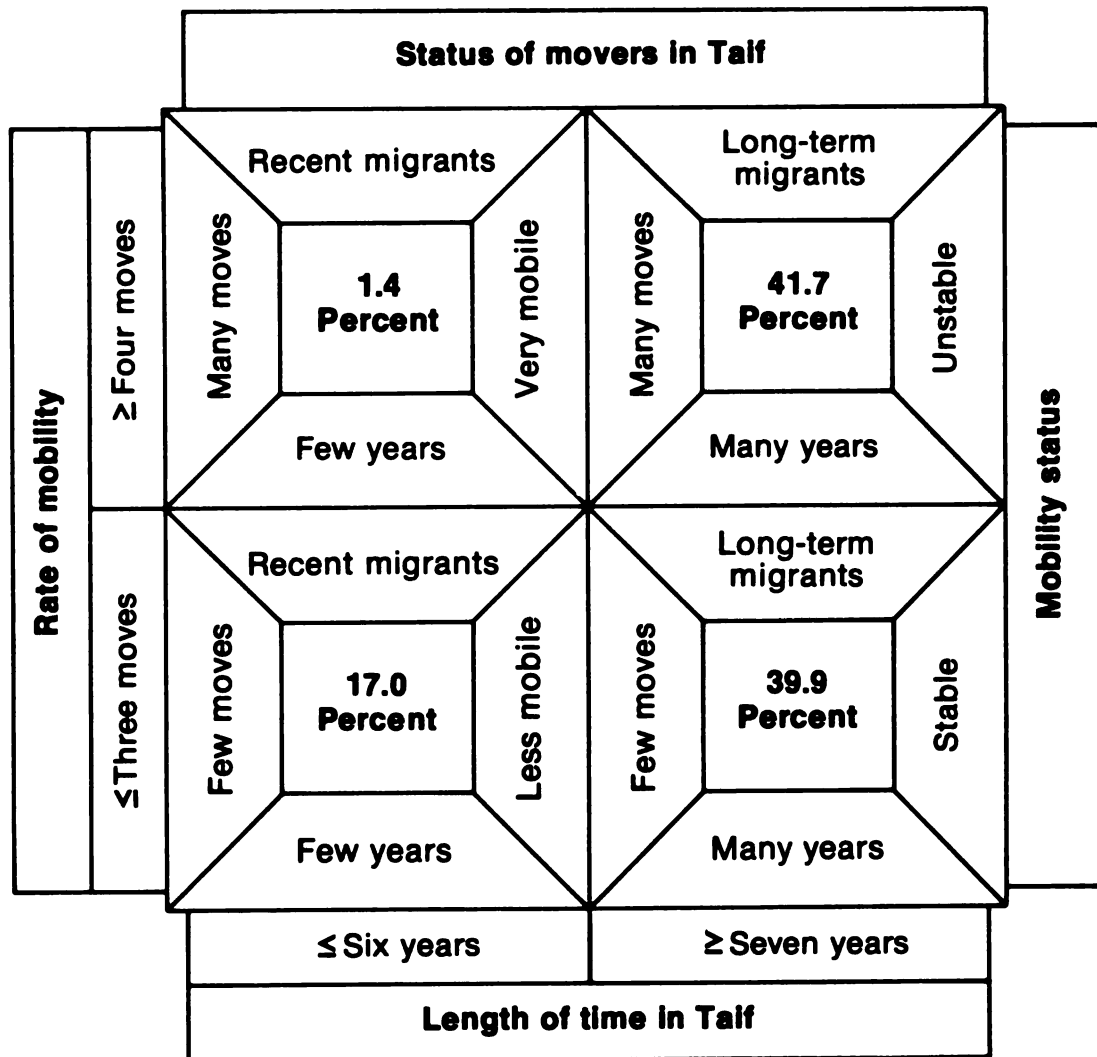 Status of movers in Taif
Rate of mobility
≥Four moves
≤Three moves
Recent migrants
Many moves
1.4
Percent
Very mobile
Few years
Long-term
migrants
Many moves
41.7
Percent
Unstable
Many years
Recent migrants
Few moves
17.0
Percent
Less mobile
Few years
Long-term
migrants
Few moves
39.9
Percent
Stable
Many years
Mobility status
≤Six years
≥Seven years
Length of time in Taif